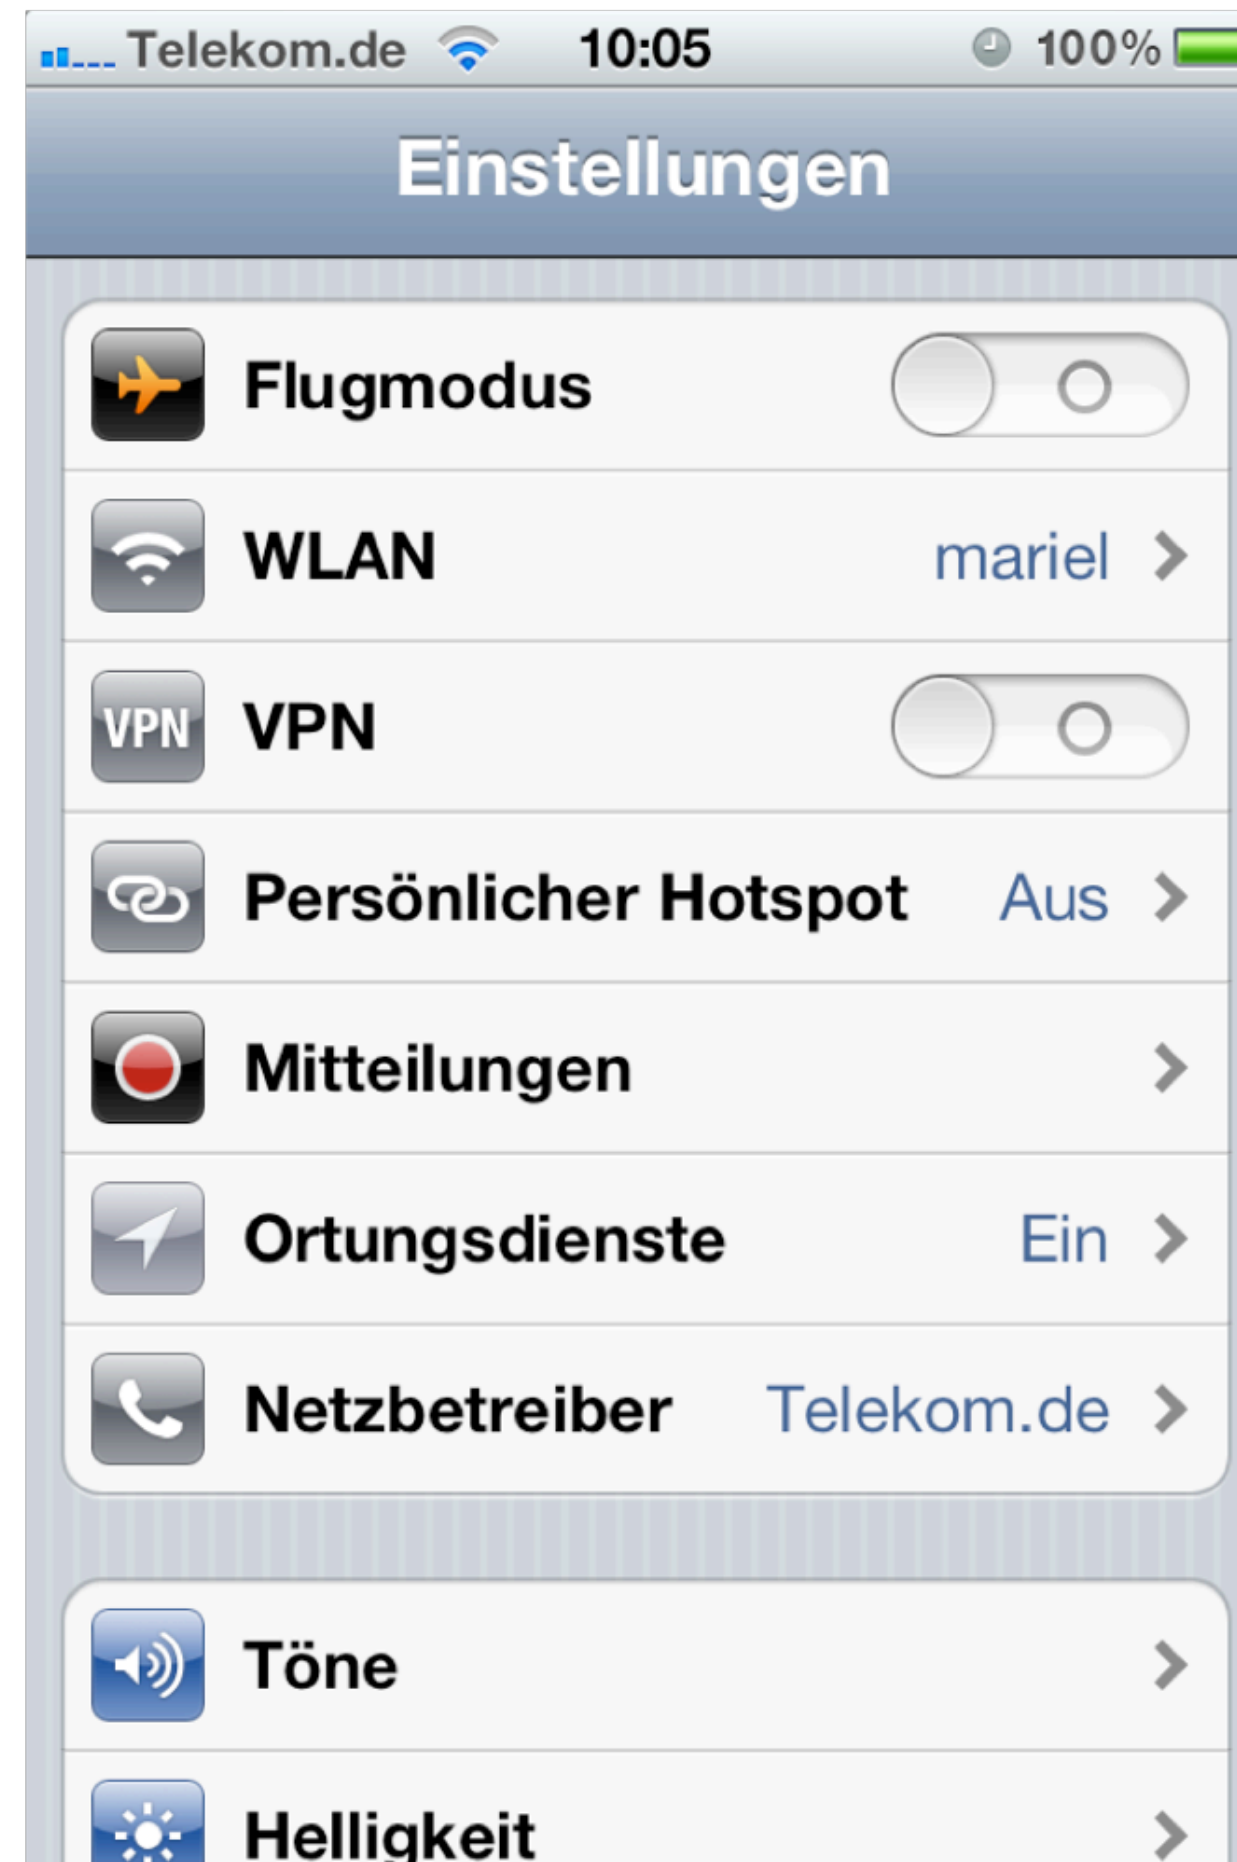 Telekom.de 10:05 100%
Einstellungen
Flugmodus
WLAN mariel
VPN VPN
Persönlicher Hotspot Aus
Mitteilungen
Ortungsdienste Ein
Netzbetreiber Telekom.de
Töne
Helligkeit